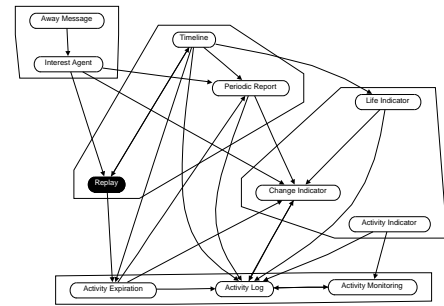 Away Message
Timeline
Interest Agent
Periodic Report
Life Indicator
Replay
Change Indicator
Activity Indicator
Activity Expiration
Activity Log
Activity Monitoring